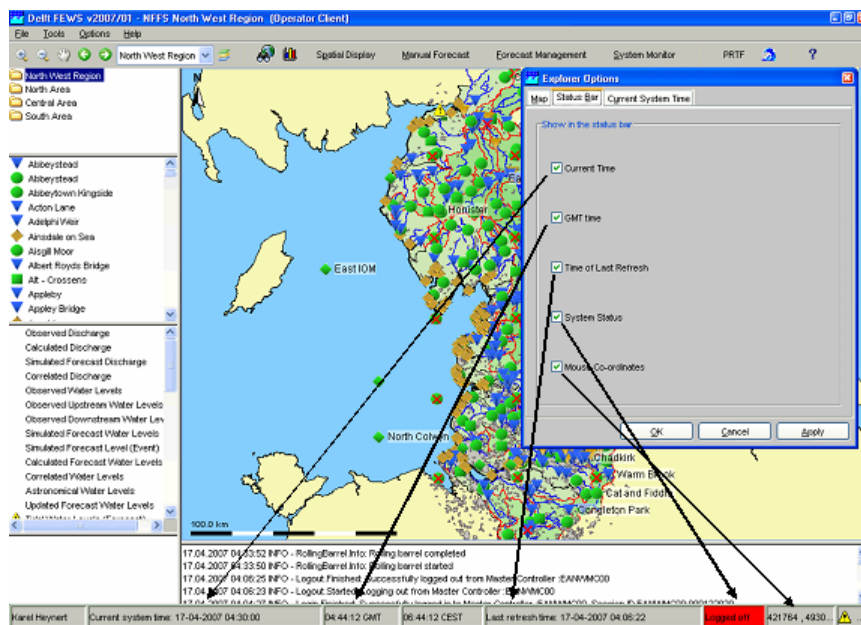 Delft FEWS v2007/01 - NFFS North West Region (Operator Client)
File Tools Options Help
North West Region Spatial Display Manual Forecast Forecast Management System Monitor PRTF ?
North West Region
North Area
Central Area
South Area
Abbeystead
Abbeystead
Abbeytown Kingside
Acton Lane
Adelphi Weir
Ainsdale on Sea
Aisgill Moor
Albert Royds Bridge
Alt - Crossens
Appleby
Appley Bridge
Observed Discharge
Calculated Discharge
Simulated Forecast Discharge
Correlated Discharge
Observed Water Levels
Observed Upstream Water Levels
Observed Downstream Water Lev
Simulated Forecast Water Levels
Simulated Forecast Level (Event)
Calculated Forecast Water Levels
Correlated Water Levels
Astronomical Water Levels
Updated Forecast Water Levels
N
Honister
East IOM
North Colwyn
Chadkirk
Warm Brook
Cat and Fiddle
Congleton Park
100.0 km
Explorer Options
Map Status Bar Current System Time
Show in the status bar
Current Time
GMT time
Time of Last Refresh
System Status
Mouse Co-ordinates
OK Cancel Apply
17.04.2007 04:33:52 INFO - RollingBarrel.Info: Rolling barrel completed
17.04.2007 04:33:50 INFO - RollingBarrel.Info: Rolling barrel started
17.04.2007 04:06:25 INFO - Logout.Finished: Successfully logged out from Master Controller :EANWMC00
17.04.2007 04:06:23 INFO - Logout.Started: Logging out from Master Controller :EANWMC00
Karel Heynert Current system time: 17-04-2007 04:30:00 04:44:12 GMT 06:44:12 CEST Last refresh time: 17-04-2007 04:06:22 Logged off 421764 , 4930...